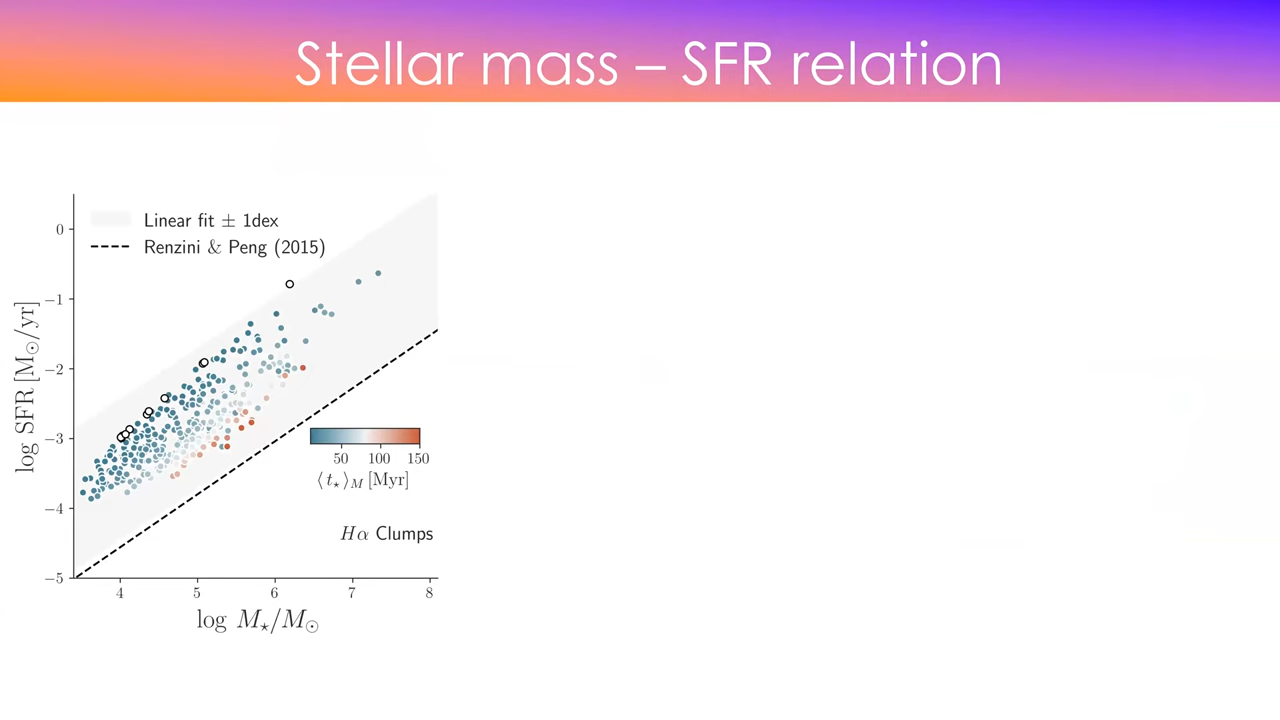 Stellar mass – SFR relation
Linear fit ± 1dex
Renzini & Peng (2015)
0
−1
−2
−3
−4
−5
log SFR [M⊙/yr]
50 100 150
⟨t⋆⟩M [Myr]
Hα Clumps
4 5 6 7 8
log M⋆/M⊙